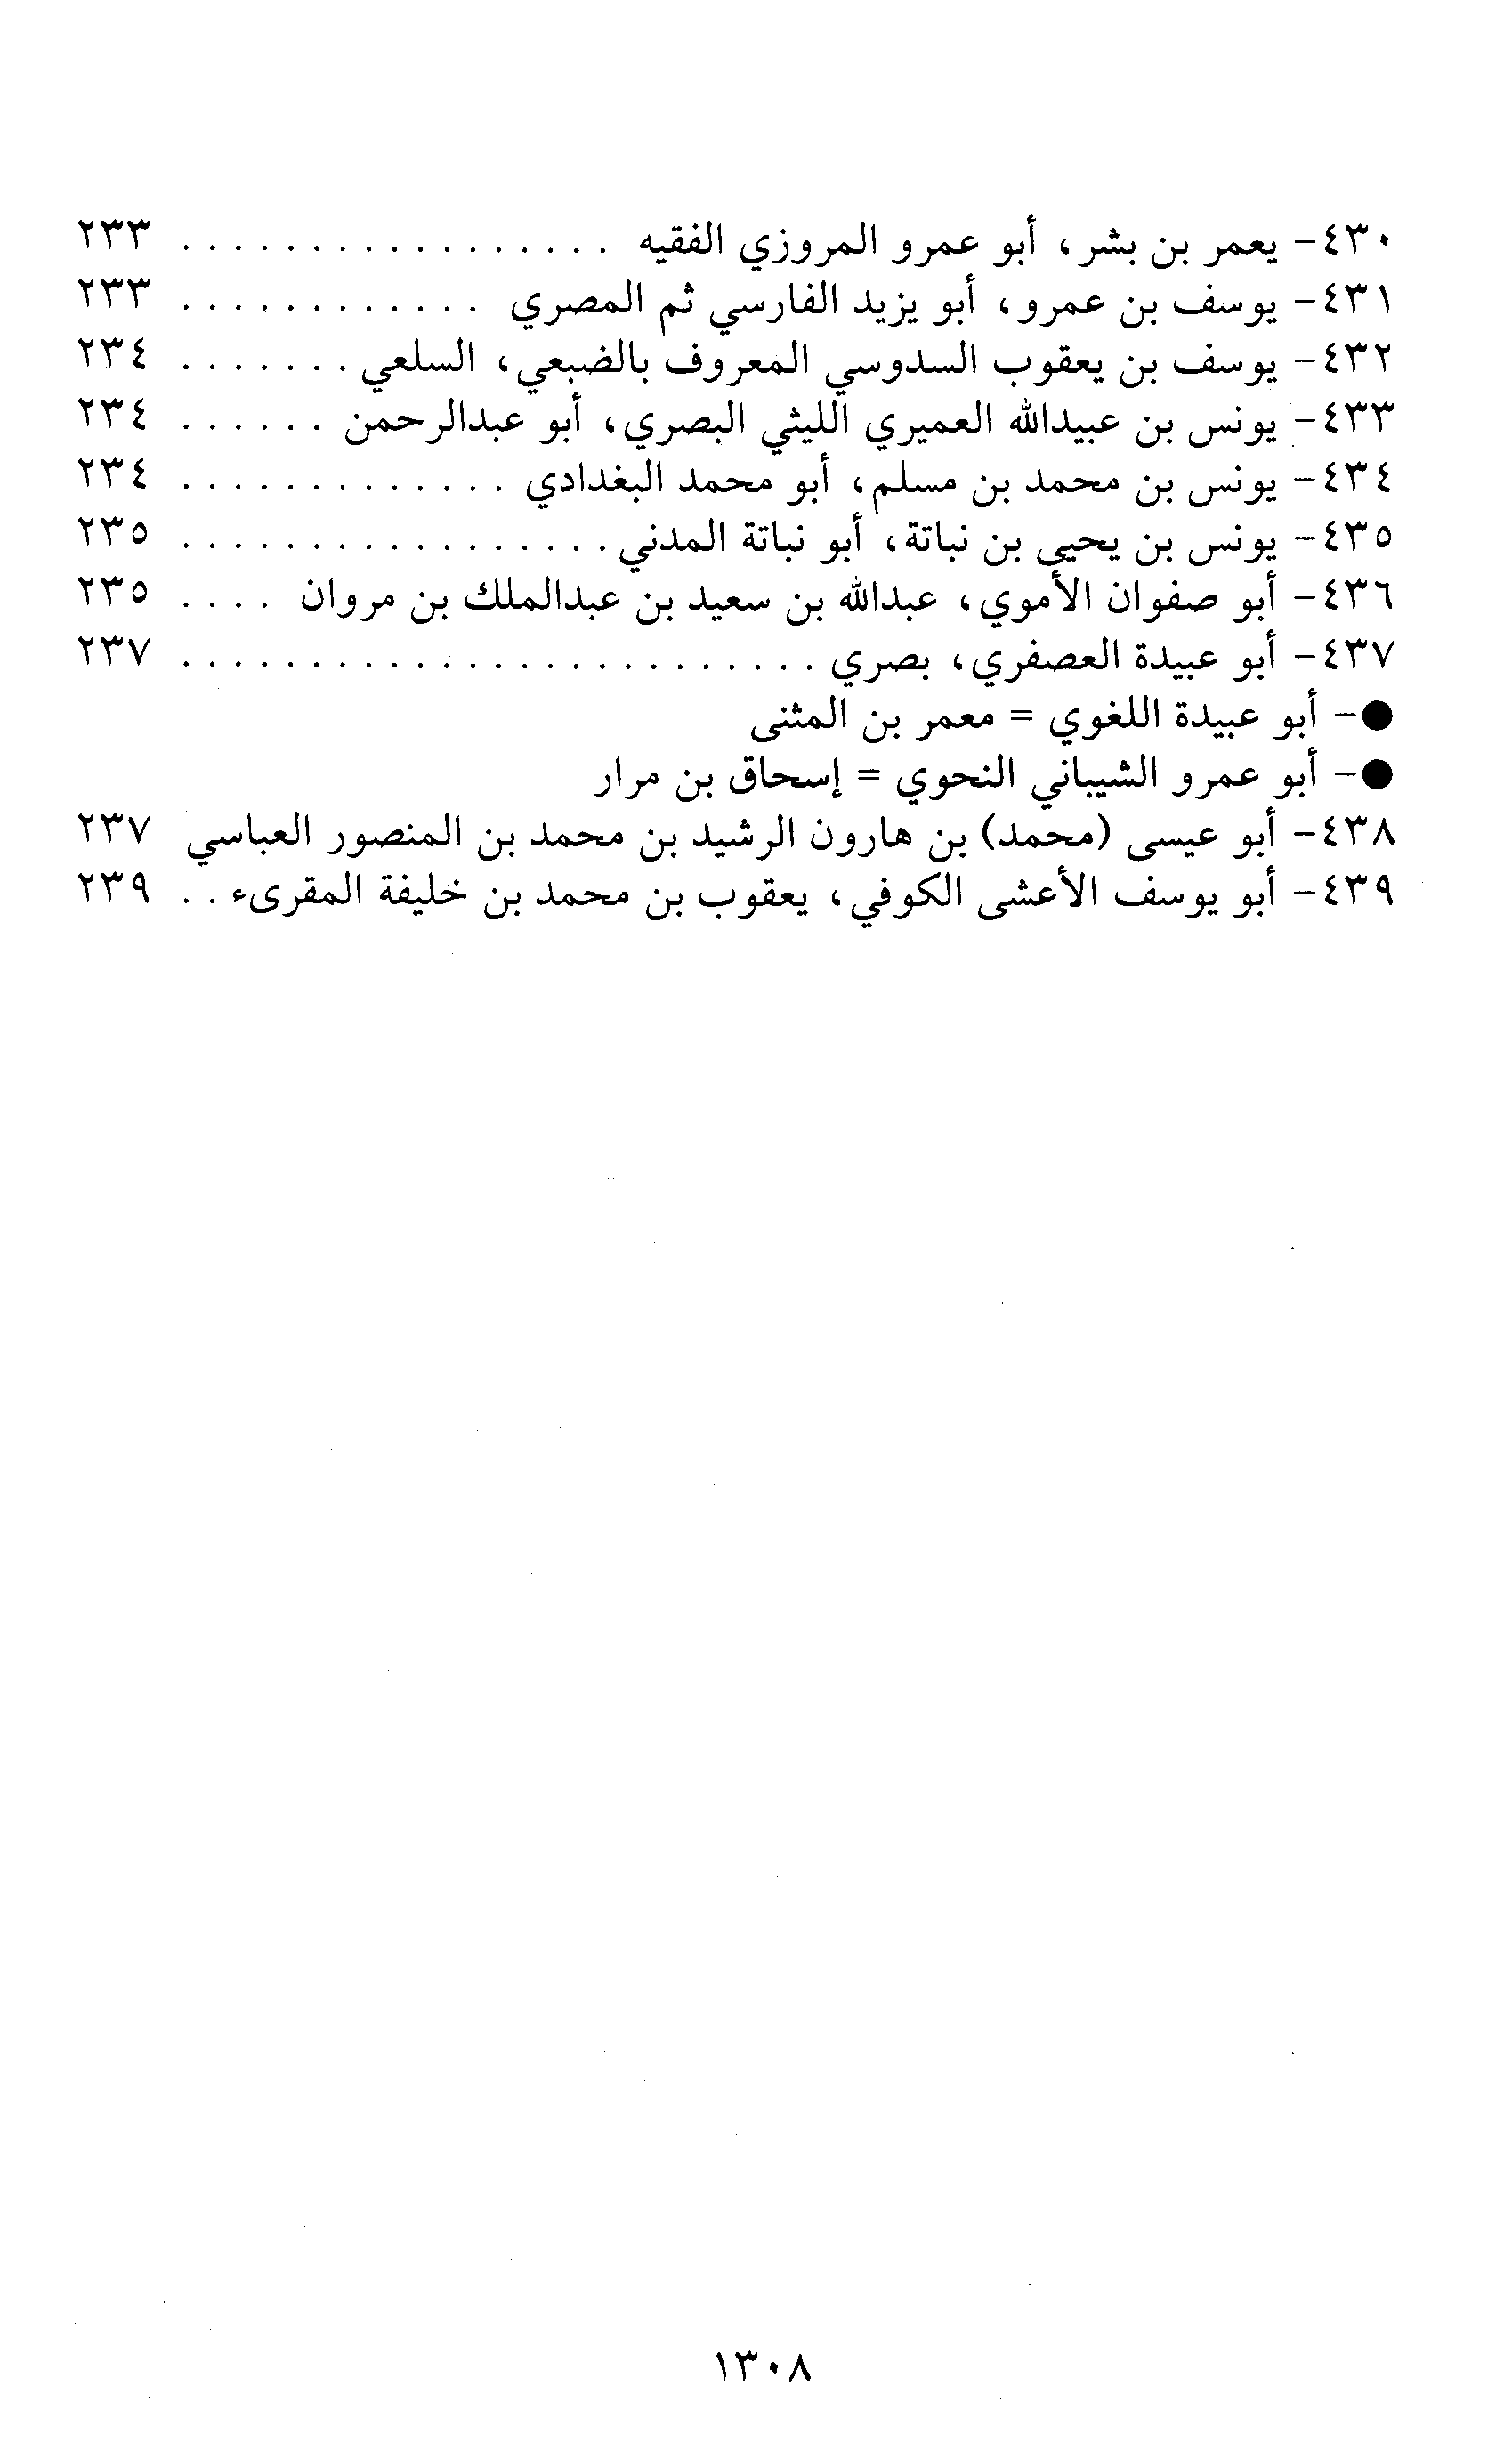 ٤٣٠- يعمر بن بشر، أبو عمرو المروزي الفقيه . . . . . . . . . . . . . . . . . ٢٣٣
٤٣١- يوسف بن عمرو، أبو يزيد الفارسي ثم المصري . . . . . . . . . . . . ٢٣٣
٤٣٢- يوسف بن يعقوب السدوسي المعروف بالضبعي، السلعي . . . . . . . ٢٣٤
٤٣٣- يونس بن عبيدالله العميري الليثي البصري، أبو عبدالرحمن . . . . . . ٢٣٤
٤٣٤- يونس بن محمد بن مسلم، أبو محمد البغدادي . . . . . . . . . . . . . ٢٣٤
٤٣٥- يونس بن يحيى بن نباتة، أبو نباتة المدني . . . . . . . . . . . . . . . . . ٢٣٥
٤٣٦- أبو صفوان الأموي، عبدالله بن سعيد بن عبدالملك بن مروان . . . . ٢٣٥
٤٣٧- أبو عبيدة العصفري، بصري . . . . . . . . . . . . . . . . . . . . . . . . . ٢٣٧
●- أبو عبيدة اللغوي = معمر بن المثنى
●- أبو عمرو الشيباني النحوي = إسحاق بن مرار
٤٣٨- أبو عيسى (محمد) بن هارون الرشيد بن محمد بن المنصور العباسي ٢٣٧
٤٣٩- أبو يوسف الأعشى الكوفي، يعقوب بن محمد بن خليفة المقرىء . . ٢٣٩
١٣٠٨